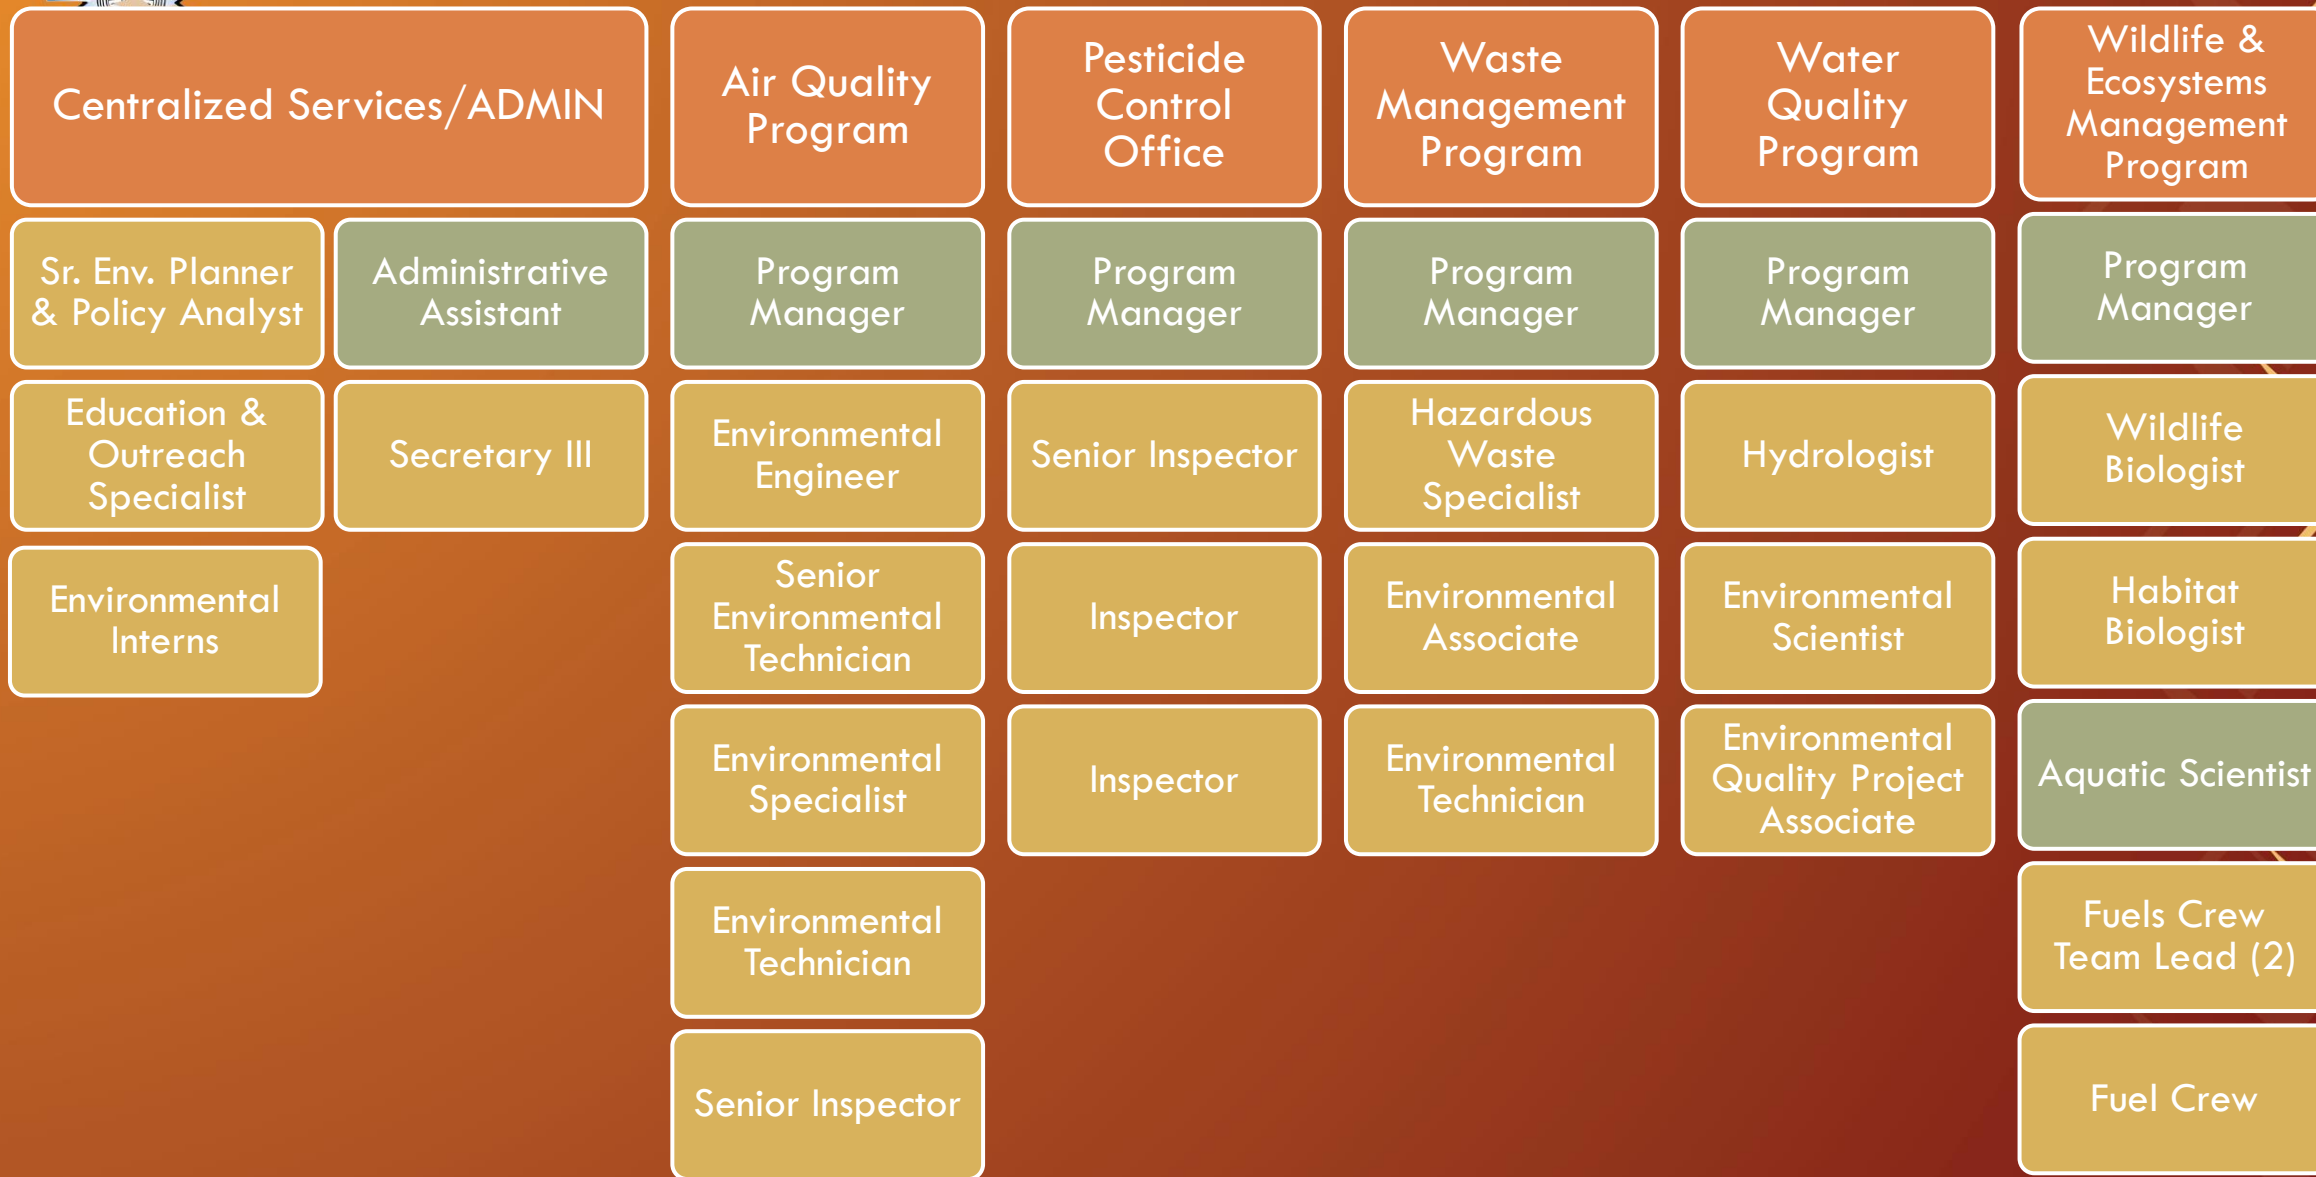 Centralized Services/ADMIN
Sr. Env. Planner
& Policy Analyst
Administrative
Assistant
Education &
Outreach
Specialist
Secretary III
Environmental
Interns
Air Quality
Program
Program
Manager
Environmental
Engineer
Senior
Environmental
Technician
Environmental
Specialist
Environmental
Technician
Senior Inspector
Pesticide
Control
Office
Program
Manager
Senior Inspector
Inspector
Inspector
Waste
Management
Program
Program
Manager
Hazardous
Waste
Specialist
Environmental
Associate
Environmental
Technician
Water
Quality
Program
Program
Manager
Hydrologist
Environmental
Scientist
Environmental
Quality Project
Associate
Wildlife &
Ecosystems
Management
Program
Program
Manager
Wildlife
Biologist
Habitat
Biologist
Aquatic Scientist
Fuels Crew
Team Lead (2)
Fuel Crew